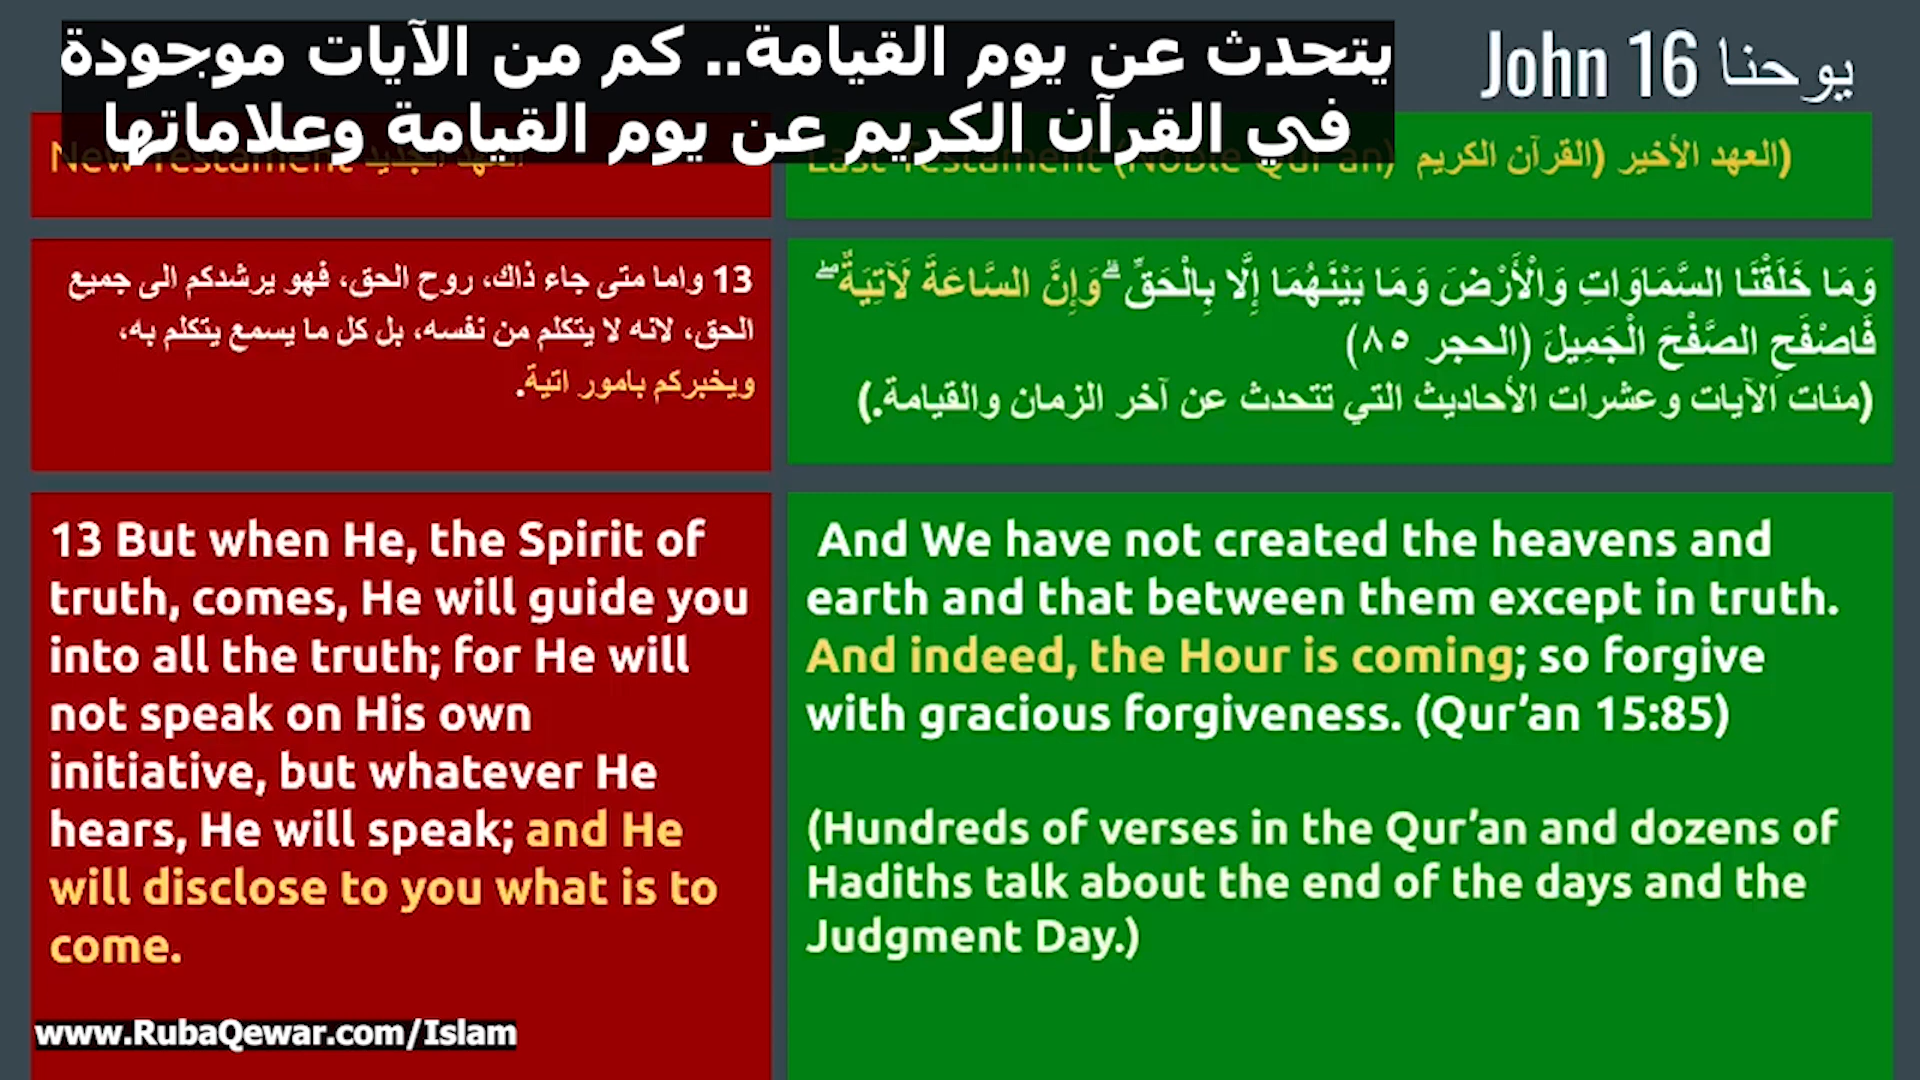 يتحدث عن يوم القيامة.. كم من الآيات موجودة
في القرآن الكريم عن يوم القيامة وعلاماتها
John 16 يوحنا
New Testament العهد الجديد
Last Testament (Noble Qur'an) العهد الأخير (القرآن الكريم)
13 واما متى جاء ذاك، روح الحق، فهو يرشدكم الى جميع
الحق، لانه لا يتكلم من نفسه، بل كل ما يسمع يتكلم به،
ويخبركم بامور اتية.
وَمَا خَلَقْنَا السَّمَاوَاتِ وَالْأَرْضَ وَمَا بَيْنَهُمَا إِلَّا بِالْحَقِّ ۗ وَإِنَّ السَّاعَةَ لَآتِيَةٌ ۖ
فَاصْفَحِ الصَّفْحَ الْجَمِيلَ (الحجر ٨٥)
(مئات الآيات وعشرات الأحاديث التي تتحدث عن آخر الزمان والقيامة.)
13 But when He, the Spirit of
truth, comes, He will guide you
into all the truth; for He will
not speak on His own
initiative, but whatever He
hears, He will speak; and He
will disclose to you what is to
come.
And We have not created the heavens and
earth and that between them except in truth.
And indeed, the Hour is coming; so forgive
with gracious forgiveness. (Qur’an 15:85)
(Hundreds of verses in the Qur’an and dozens of
Hadiths talk about the end of the days and the
Judgment Day.)
www.RubaQewar.com/Islam